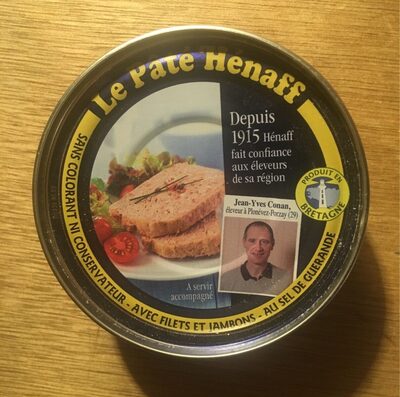 Le Pâté Hénaff
Depuis
1915 Hénaff
fait confiance
aux éleveurs
de sa région
PRODUIT EN
BRETAGNE
Jean-Yves Conan,
éleveur à Plonévez-Porzay (29)
A servir
accompagné
SANS COLORANT NI CONSERVATEUR - AVEC FILETS ET JAMBONS - AU SEL DE GUERANDE